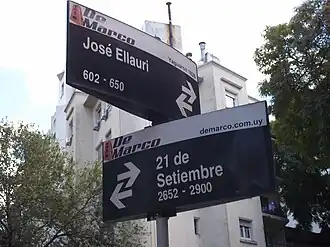 De
Marco
José Ellauri
602 - 650
De
Marco
demarco.com.uy
21 de
Setiembre
2652 - 2900